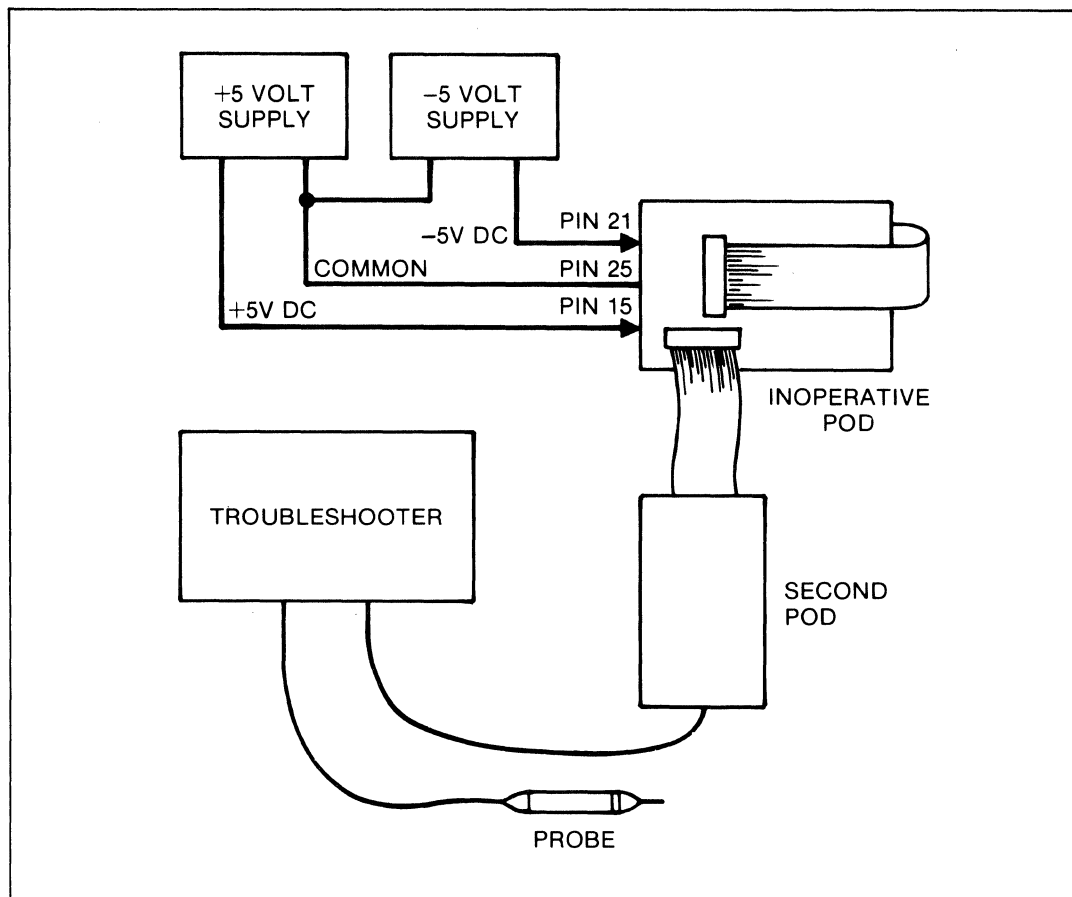 +5 VOLT
SUPPLY
–5 VOLT
SUPPLY
–5V DC
PIN 21
COMMON
PIN 25
+5V DC
PIN 15
INOPERATIVE
POD
TROUBLESHOOTER
SECOND
POD
PROBE